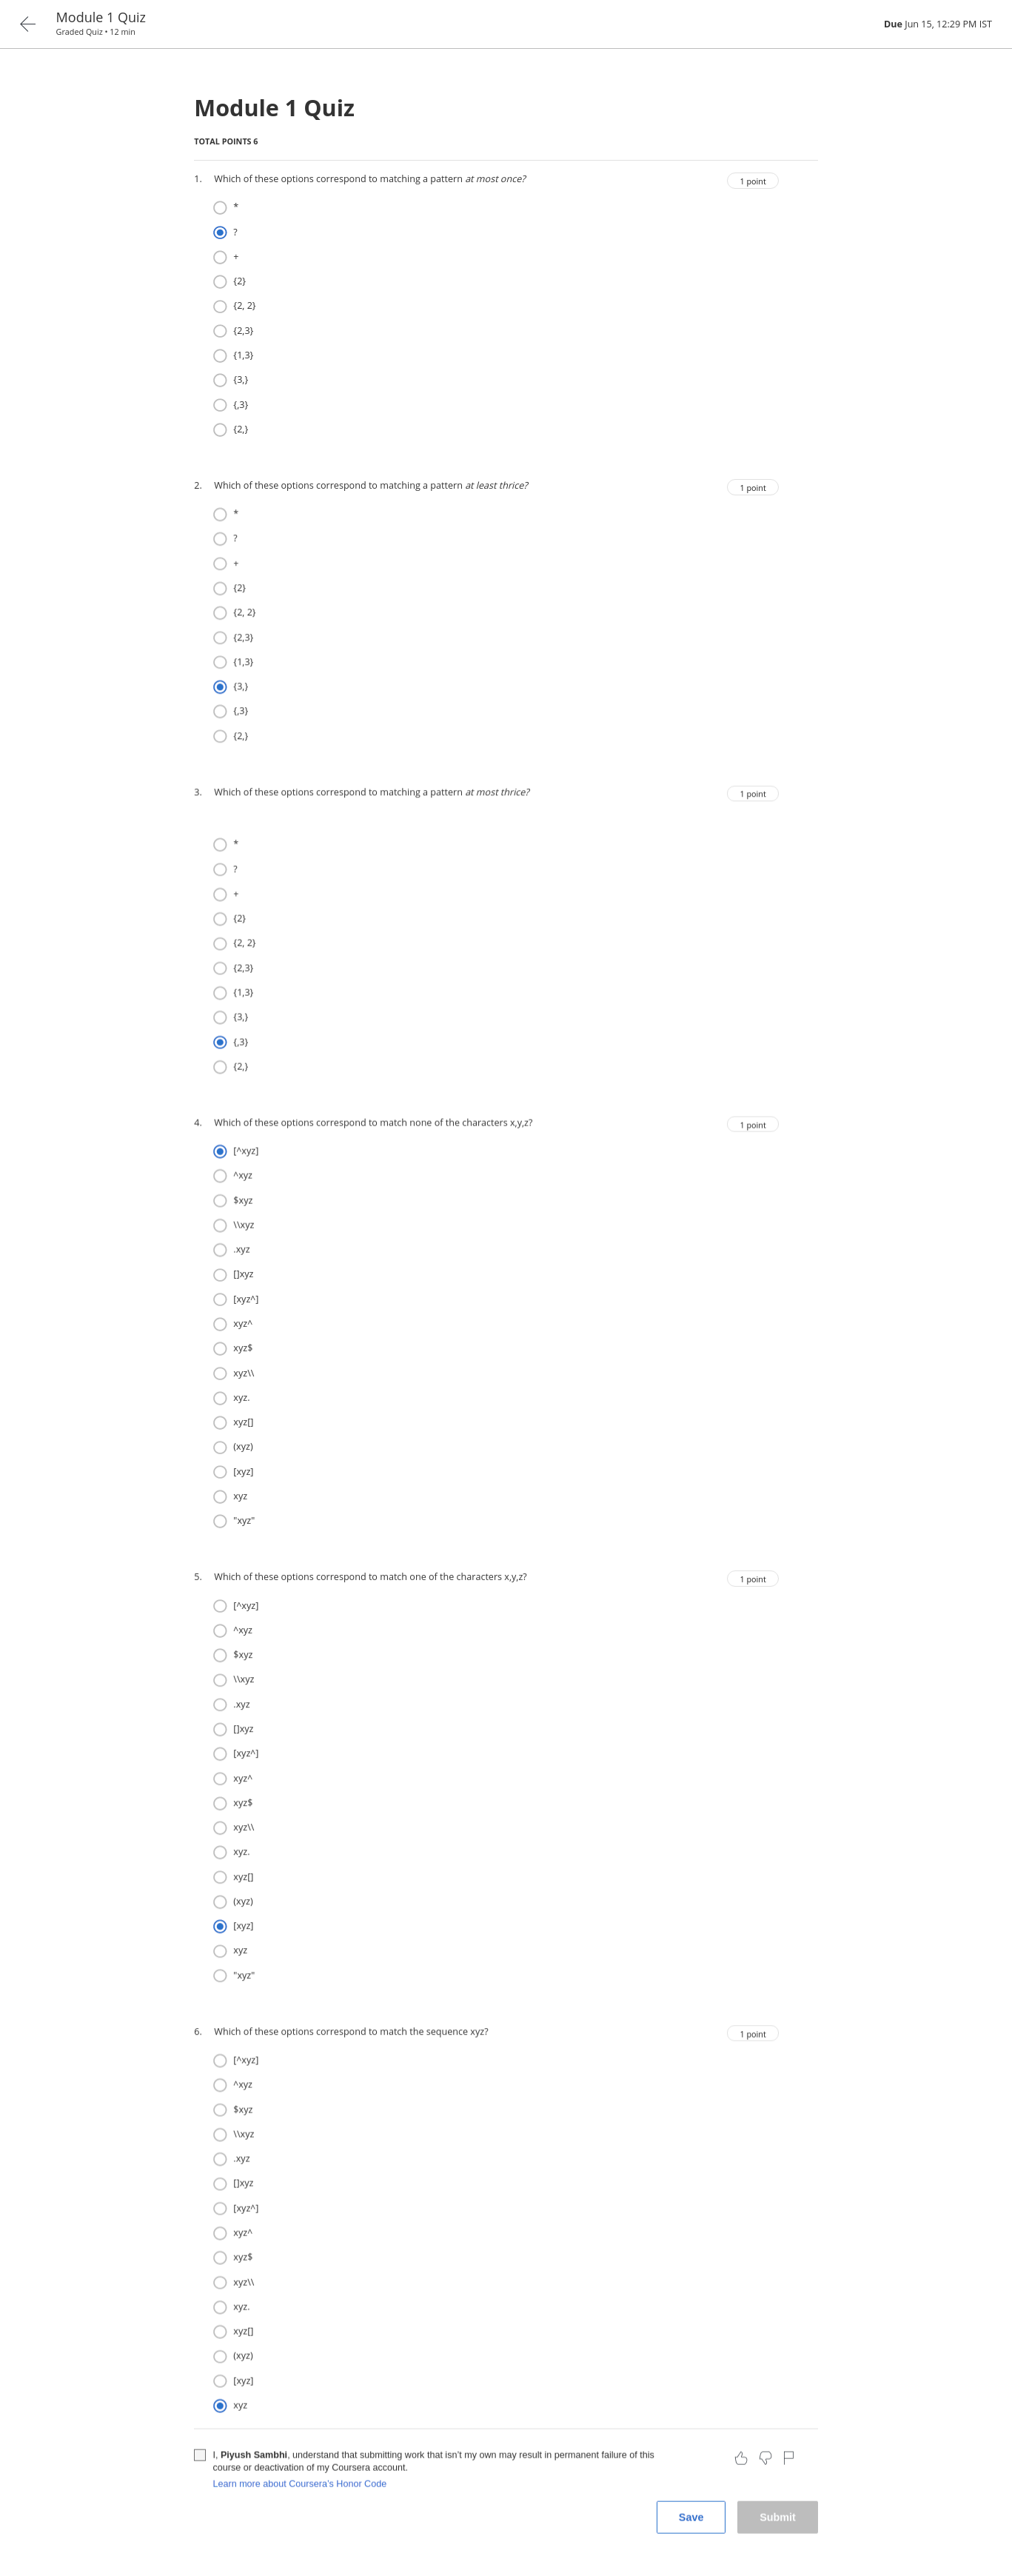 Module 1 Quiz
Graded Quiz • 12 min
Due Jun 15, 12:29 PM IST
Module 1 Quiz
TOTAL POINTS 6
1. Which of these options correspond to matching a pattern at most once?
1 point
*
?
+
{2}
{2, 2}
{2,3}
{1,3}
{3,}
{,3}
{2,}
2. Which of these options correspond to matching a pattern at least thrice?
1 point
*
?
+
{2}
{2, 2}
{2,3}
{1,3}
{3,}
{,3}
{2,}
3. Which of these options correspond to matching a pattern at most thrice?
1 point
*
?
+
{2}
{2, 2}
{2,3}
{1,3}
{3,}
{,3}
{2,}
4. Which of these options correspond to match none of the characters x,y,z?
1 point
[^xyz]
^xyz
$xyz
\\xyz
.xyz
[]xyz
[xyz^]
xyz^
xyz$
xyz\\
xyz.
xyz[]
(xyz)
[xyz]
xyz
"xyz"
5. Which of these options correspond to match one of the characters x,y,z?
1 point
[^xyz]
^xyz
$xyz
\\xyz
.xyz
[]xyz
[xyz^]
xyz^
xyz$
xyz\\
xyz.
xyz[]
(xyz)
[xyz]
xyz
"xyz"
6. Which of these options correspond to match the sequence xyz?
1 point
[^xyz]
^xyz
$xyz
\\xyz
.xyz
[]xyz
[xyz^]
xyz^
xyz$
xyz\\
xyz.
xyz[]
(xyz)
[xyz]
xyz
I, Piyush Sambhi, understand that submitting work that isn't my own may result in permanent failure of this
course or deactivation of my Coursera account.
Learn more about Coursera's Honor Code
Save
Submit